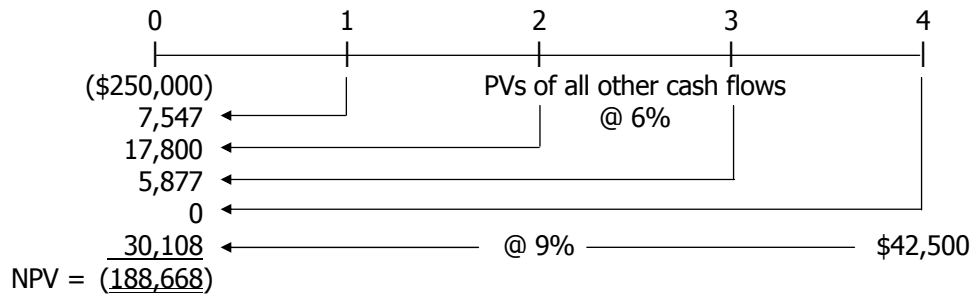 0 1 2 3 4
($250,000) PVs of all other cash flows
7,547 @ 6%
17,800
5,877
0
30,108 @ 9% $42,500
NPV = (188,668)